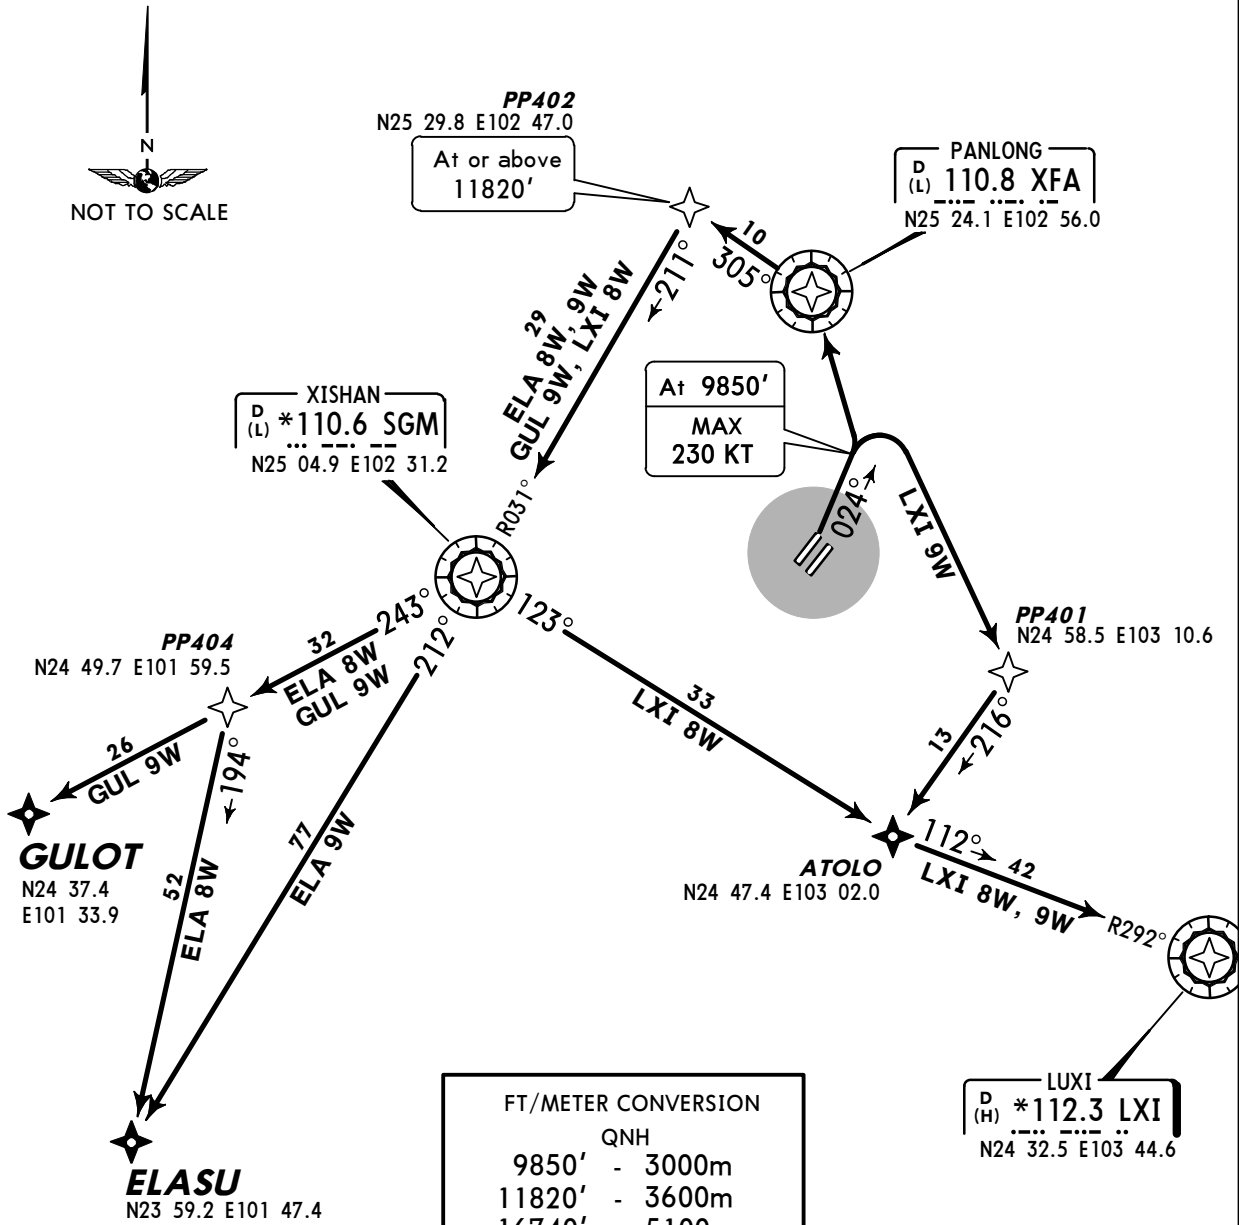 PP402
N25 29.8 E102 47.0
At or above
11820'
N
NOT TO SCALE
PANLONG
D
(L) 110.8 XFA
N25 24.1 E102 56.0
10
305°
←211°
29
ELA 8W, 9W
GUL 9W, LXI 8W
At 9850'
MAX
230 KT
XISHAN
D
(L) *110.6 SGM
N25 04.9 E102 31.2
R031°
024°→
LXI 9W
PP401
N24 58.5 E103 10.6
243°
212°
123°
PP404
N24 49.7 E101 59.5
32
ELA 8W
GUL 9W
33
LXI 8W
13
←216°
26
GUL 9W
←194°
GULOT
N24 37.4
E101 33.9
52
ELA 8W
77
ELA 9W
ATOLO
N24 47.4 E103 02.0
112°→
42
LXI 8W, 9W
R292°
LUXI
D
(H) *112.3 LXI
N24 32.5 E103 44.6
ELASU
N23 59.2 E101 47.4
FT/METER CONVERSION
QNH
9850' - 3000m
11820' - 3600m
16740' - 5100